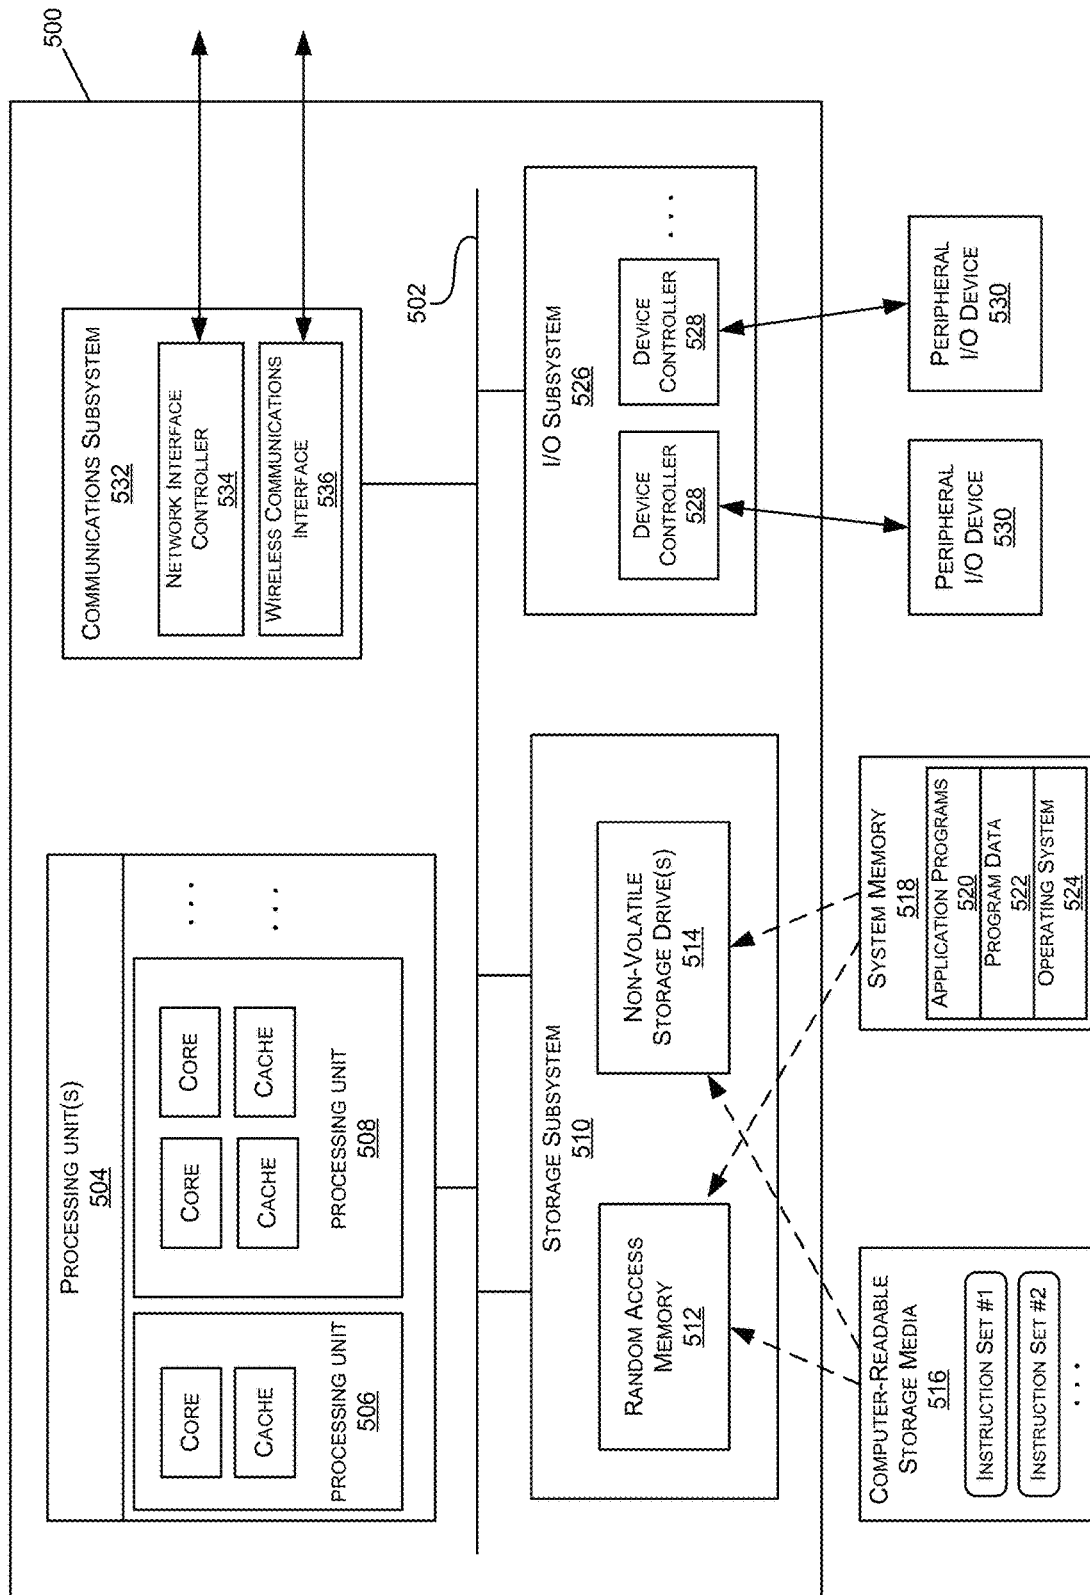 500
PROCESSING UNIT(S)
504
CORE
CACHE
PROCESSING UNIT
506
CORE
CORE
CACHE
CACHE
PROCESSING UNIT
508
. . .
. . .
COMMUNICATIONS SUBSYSTEM
532
NETWORK INTERFACE
CONTROLLER
534
WIRELESS COMMUNICATIONS
INTERFACE
536
502
STORAGE SUBSYSTEM
510
RANDOM ACCESS
MEMORY
512
NON-VOLATILE
STORAGE DRIVE(S)
514
I/O SUBSYSTEM
526
DEVICE
CONTROLLER
528
DEVICE
CONTROLLER
528
. . .
COMPUTER-READABLE
STORAGE MEDIA
516
INSTRUCTION SET #1
INSTRUCTION SET #2
. . .
SYSTEM MEMORY
518
APPLICATION PROGRAMS
520
PROGRAM DATA
522
OPERATING SYSTEM
524
PERIPHERAL
I/O DEVICE
530
PERIPHERAL
I/O DEVICE
530